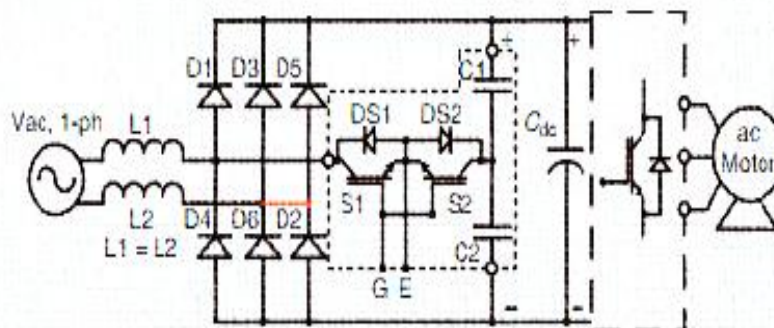 D1 D3 D5
Vac, 1-ph
L1
L2
L1 = L2
D4 D6 D2
DS1 DS2
S1 S2
G E
C1
C2
+
-
Cdc
+
-
ac
Motor